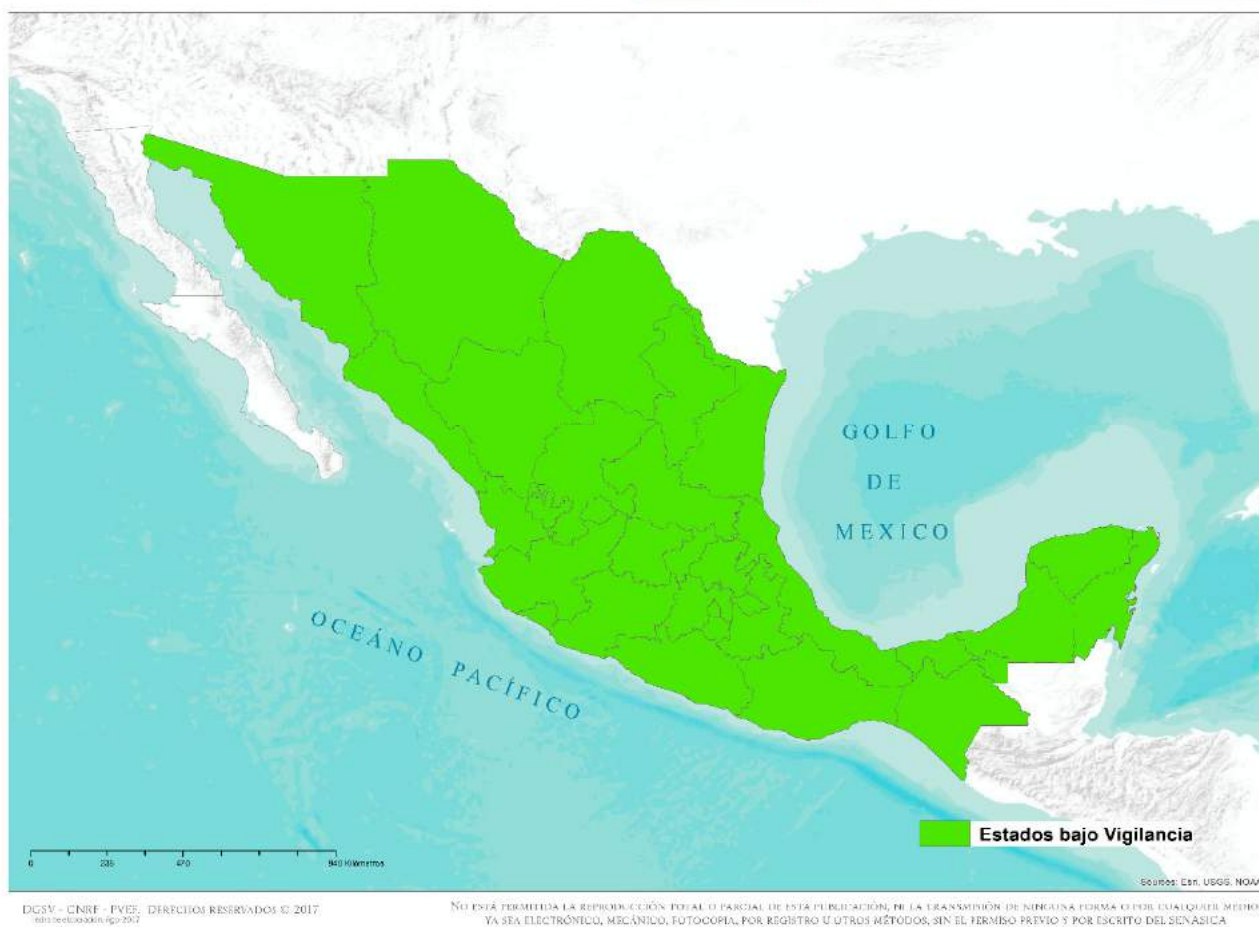 GOLFO
DE
MEXICO
OCEÁNO PACÍFICO
Estados bajo Vigilancia
0 235 470 940 Kilómetros
Sources: Esri, USGS, NOAA
DGSV - CNRF - PVEF. DERECHOS RESERVADOS © 2017
NO ESTÁ PERMITIDA LA REPRODUCCIÓN TOTAL O PARCIAL DE ESTA PUBLICACIÓN, NI LA TRANSMISIÓN DE NINGUNA FORMA O POR CUALQUIER MEDIO
YA SEA ELECTRÓNICO, MECÁNICO, FOTOCOPIA, POR REGISTRO U OTROS MÉTODOS, SIN EL PERMISO PREVIO Y POR ESCRITO DEL SENASICA